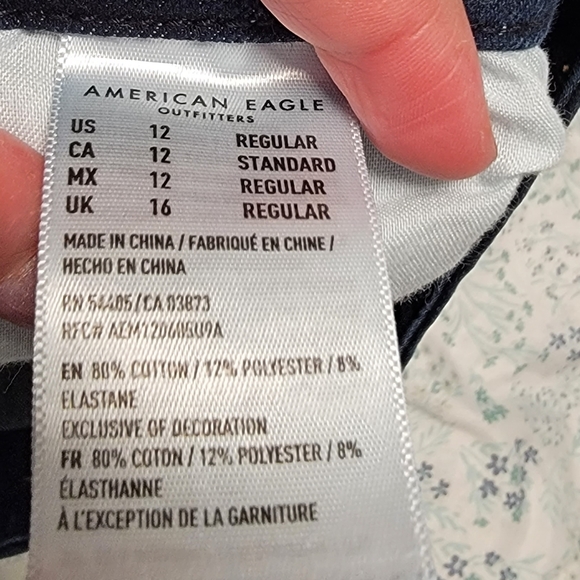 AMERICAN EAGLE
OUTFITTERS
US 12 REGULAR
CA 12 STANDARD
MX 12 REGULAR
UK 16 REGULAR
MADE IN CHINA / FABRIQUÉ EN CHINE /
HECHO EN CHINA
RN 54485/CA 03873
RFC#
EN 80% COTTON / 12% POLYESTER / 8%
ELASTANE
EXCLUSIVE OF DECORATION
FR 80% COTON / 12% POLYESTER / 8%
ÉLASTHANNE
À L'EXCEPTION DE LA GARNITURE